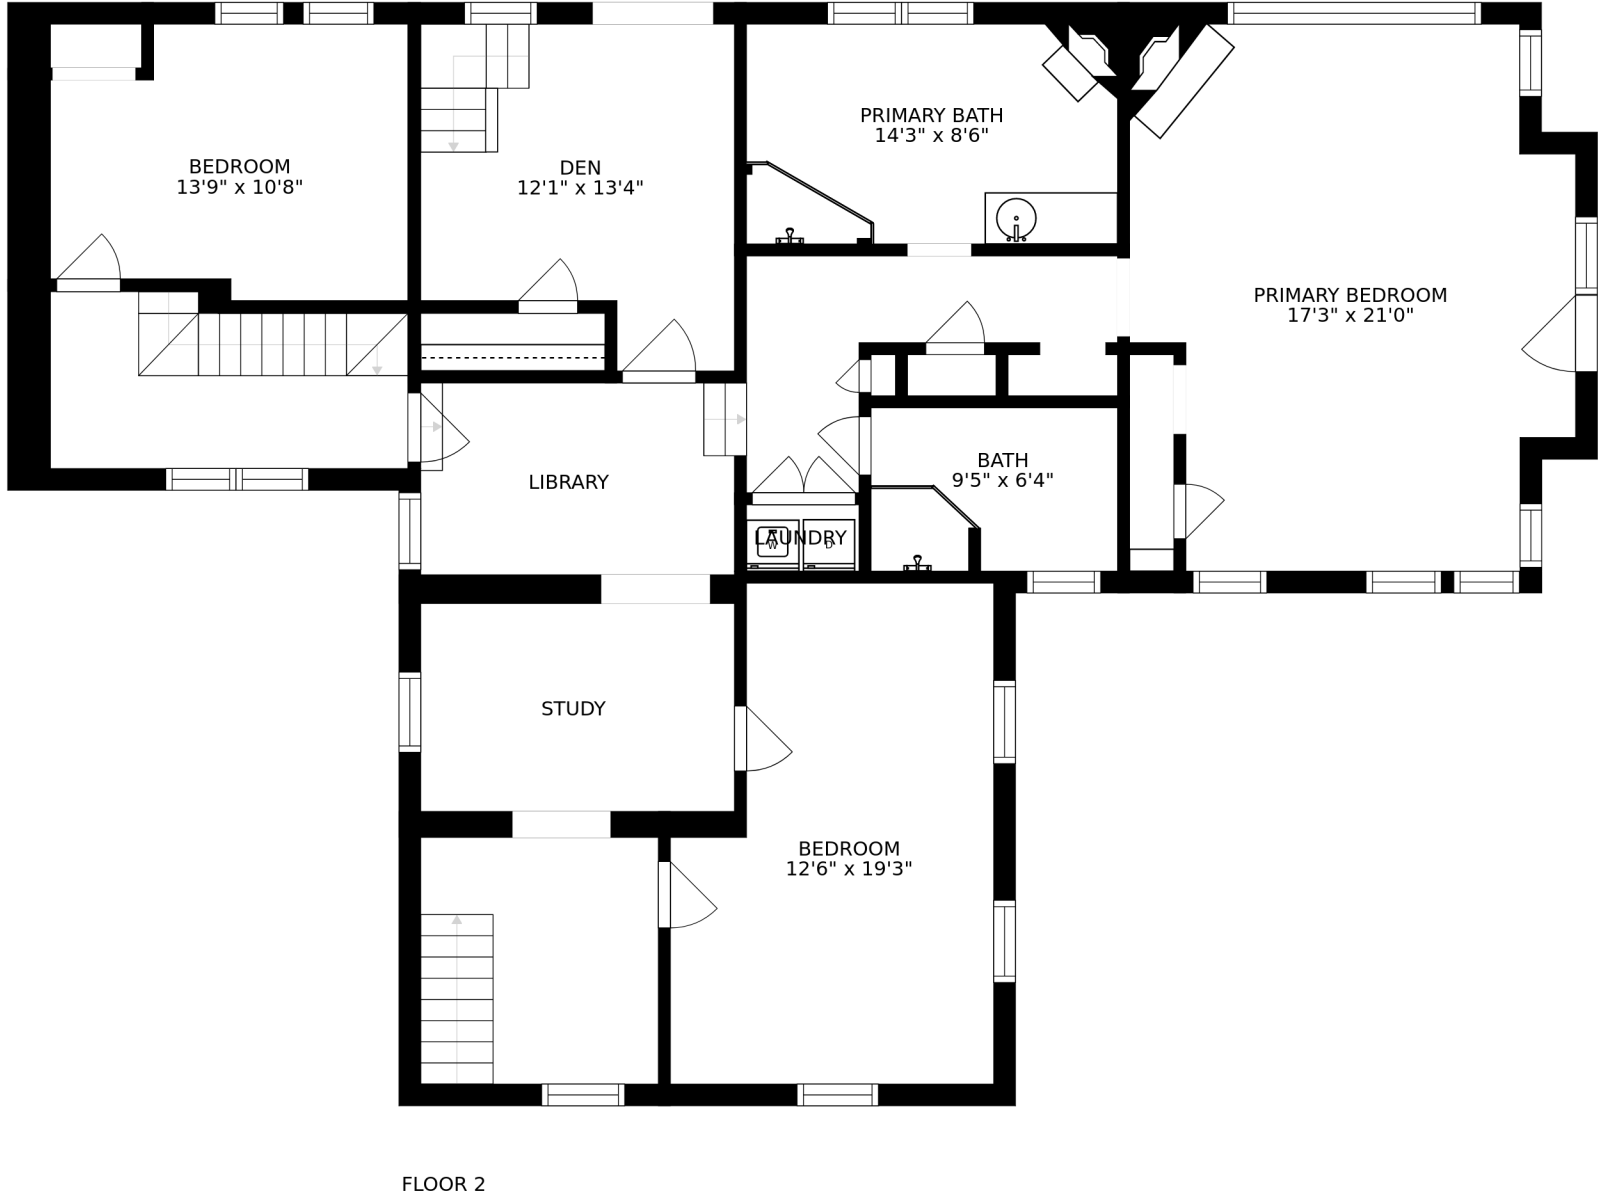 BEDROOM
13'9" x 10'8"
DEN
12'1" x 13'4"
PRIMARY BATH
14'3" x 8'6"
PRIMARY BEDROOM
17'3" x 21'0"
LIBRARY
BATH
9'5" x 6'4"
LAUNDRY
W
D
STUDY
BEDROOM
12'6" x 19'3"
FLOOR 2